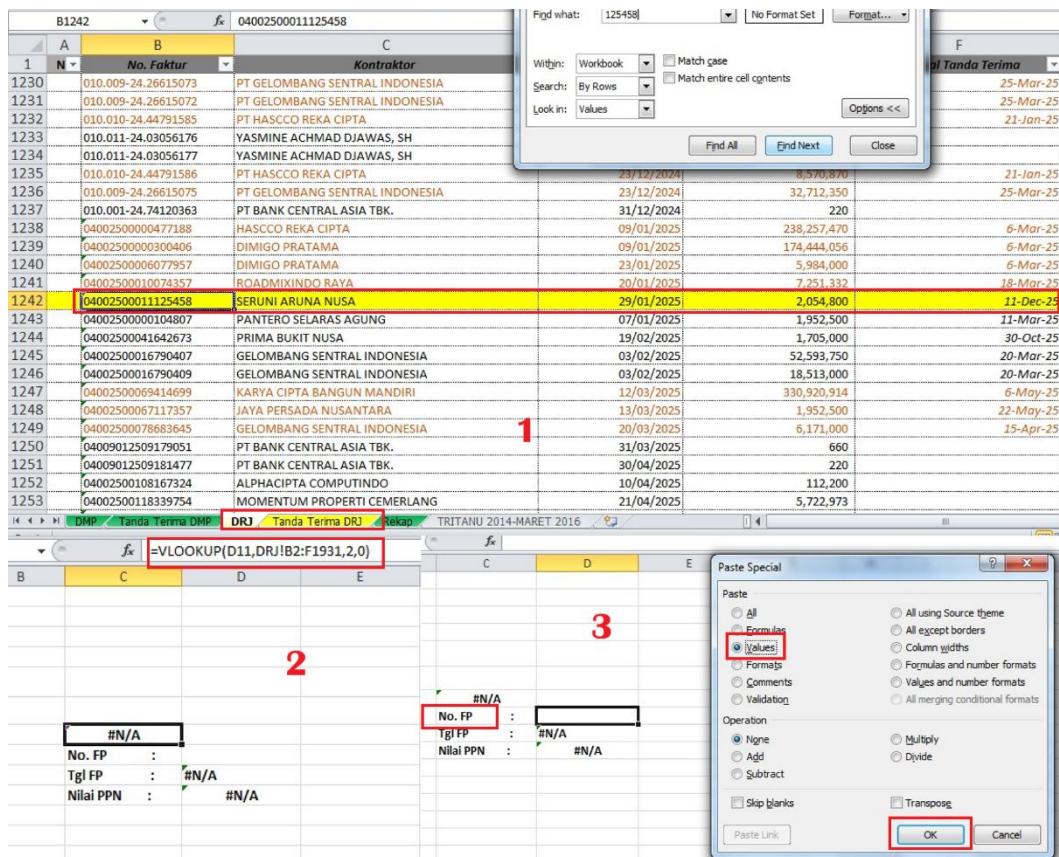 B1242 fx 04002500011125458
Find what: 125458 No Format Set Format...
Within: Workbook Match case
Match entire cell contents
Search: By Rows
Look in: Values Options <<
Find All Find Next Close
A B C F
1 N No. Faktur Kontraktor al Tanda Terima
1230 010.009-24.26615073 PT GELOMBANG SENTRAL INDONESIA 25-Mar-25
1231 010.009-24.26615072 PT GELOMBANG SENTRAL INDONESIA 25-Mar-25
1232 010.010-24.44791585 PT HASCCO REKA CIPTA 21-Jan-25
1233 010.011-24.03056176 YASMINE ACHMAD DJAWAS, SH
1234 010.011-24.03056177 YASMINE ACHMAD DJAWAS, SH
1235 010.010-24.44791586 PT HASCCO REKA CIPTA 23/12/2024 8,570,870 21-Jan-25
1236 010.009-24.26615075 PT GELOMBANG SENTRAL INDONESIA 23/12/2024 32,712,350 25-Mar-25
1237 010.001-24.74120363 PT BANK CENTRAL ASIA TBK. 31/12/2024 220
1238 04002500000477188 HASCCO REKA CIPTA 09/01/2025 238,257,470 6-Mar-25
1239 04002500000300406 DIMIGO PRATAMA 09/01/2025 174,444,056 6-Mar-25
1240 04002500006077957 DIMIGO PRATAMA 23/01/2025 5,984,000 6-Mar-25
1241 04002500010074357 ROADMIXINDO RAYA 20/01/2025 7,251,332 18-Mar-25
1242 04002500011125458 SERUNI ARUNA NUSA 29/01/2025 2,054,800 11-Dec-25
1243 04002500000104807 PANTERO SELARAS AGUNG 07/01/2025 1,952,500 11-Mar-25
1244 04002500041642673 PRIMA BUKIT NUSA 19/02/2025 1,705,000 30-Oct-25
1245 04002500016790407 GELOMBANG SENTRAL INDONESIA 03/02/2025 52,593,750 20-Mar-25
1246 04002500016790409 GELOMBANG SENTRAL INDONESIA 03/02/2025 18,513,000 20-Mar-25
1247 04002500069414699 KARYA CIPTA BANGUN MANDIRI 12/03/2025 330,920,914 6-May-25
1248 04002500067117357 JAYA PERSADA NUSANTARA 13/03/2025 1,952,500 22-May-25
1249 04002500078683645 GELOMBANG SENTRAL INDONESIA 20/03/2025 6,171,000 15-Apr-25
1250 04009012509179051 PT BANK CENTRAL ASIA TBK. 31/03/2025 660
1251 04009012509181477 PT BANK CENTRAL ASIA TBK. 30/04/2025 220
1252 04002500108167324 ALPHACIPTA COMPUTINDO 10/04/2025 112,200
1253 04002500118339754 MOMENTUM PROPERTI CEMERLANG 21/04/2025 5,722,973
1
DMP Tanda Terima DMP DRJ Tanda Terima DRJ Rekap TRITANU 2014-MARET 2016
fx =VLOOKUP(D11,DRJ!B2:F1931,2,0)
B C D E
2
#N/A
No. FP :
Tgl FP : #N/A
Nilai PPN : #N/A
fx
C D E
3
#N/A
No. FP :
Tgl FP : #N/A
Nilai PPN : #N/A
Paste Special
Paste
All All using Source theme
Formulas All except borders
Values Column widths
Formats Formulas and number formats
Comments Values and number formats
Validation All merging conditional formats
Operation
None Multiply
Add Divide
Subtract
Skip blanks Transpose
Paste Link OK Cancel